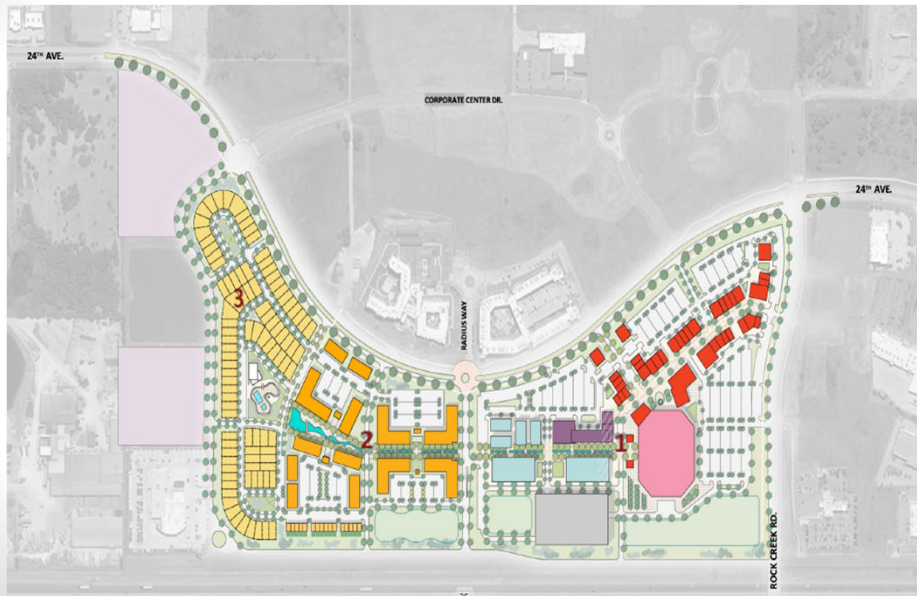 24TH AVE.
CORPORATE CENTER DR.
24TH AVE.
3
RADIUS WAY
2
1
ROCK CREEK RD.